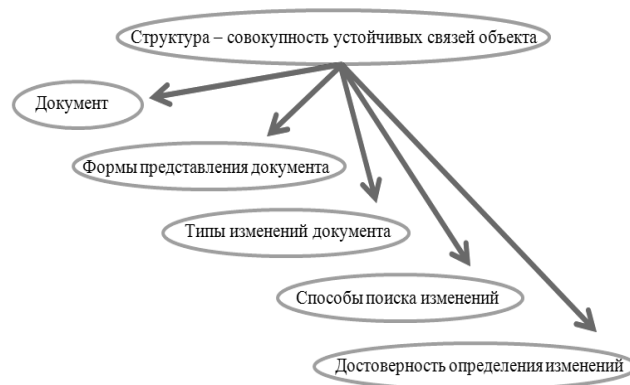 Структура – совокупность устойчивых связей объекта
Документ
Формы представления документа
Типы изменений документа
Способы поиска изменений
Достоверность определения изменений